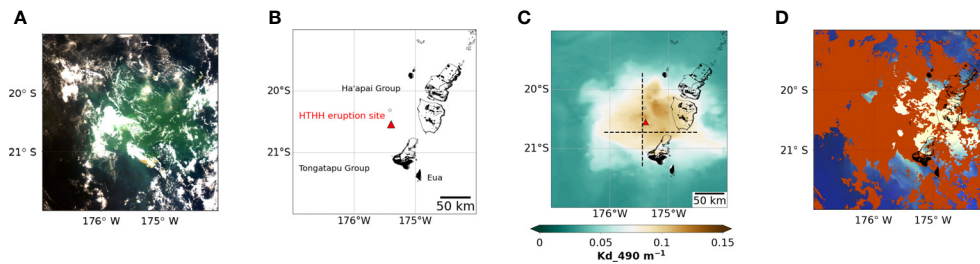 A
B
C
D
20° S
21° S
176° W
175° W
Ha'apai Group
HTHH eruption site
Tongatapu Group
Eua
20° S
21° S
176° W
175° W
50 km
20° S
21° S
176° W
175° W
50 km
0
0.05
0.1
0.15
Kd_490 m⁻¹
20° S
21° S
176° W
175° W